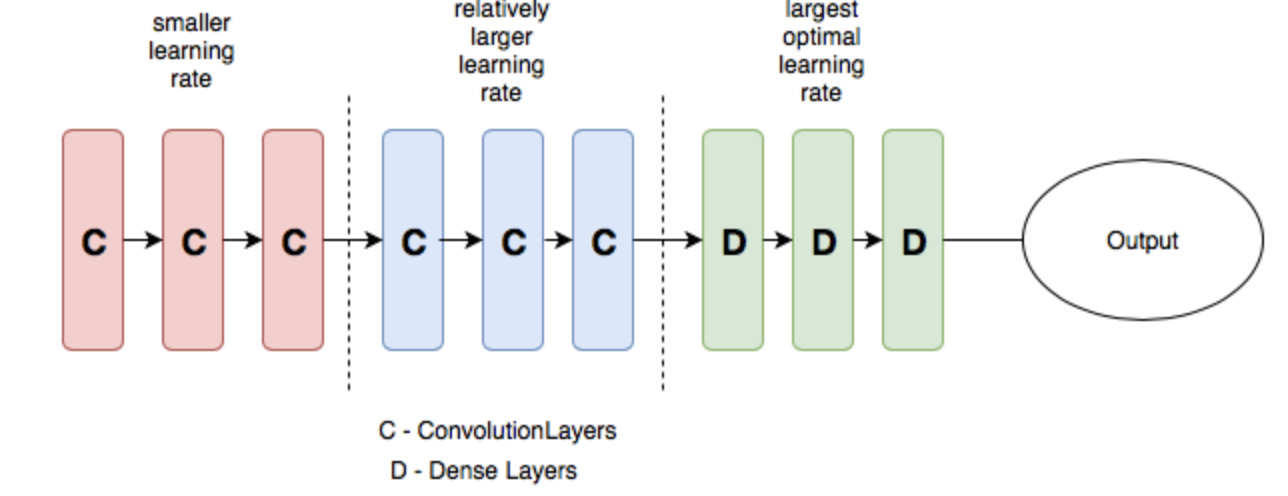 smaller
learning
rate
relatively
larger
learning
rate
largest
optimal
learning
rate
C
C
C
C
C
C
D
D
D
Output
C - ConvolutionLayers
D - Dense Layers